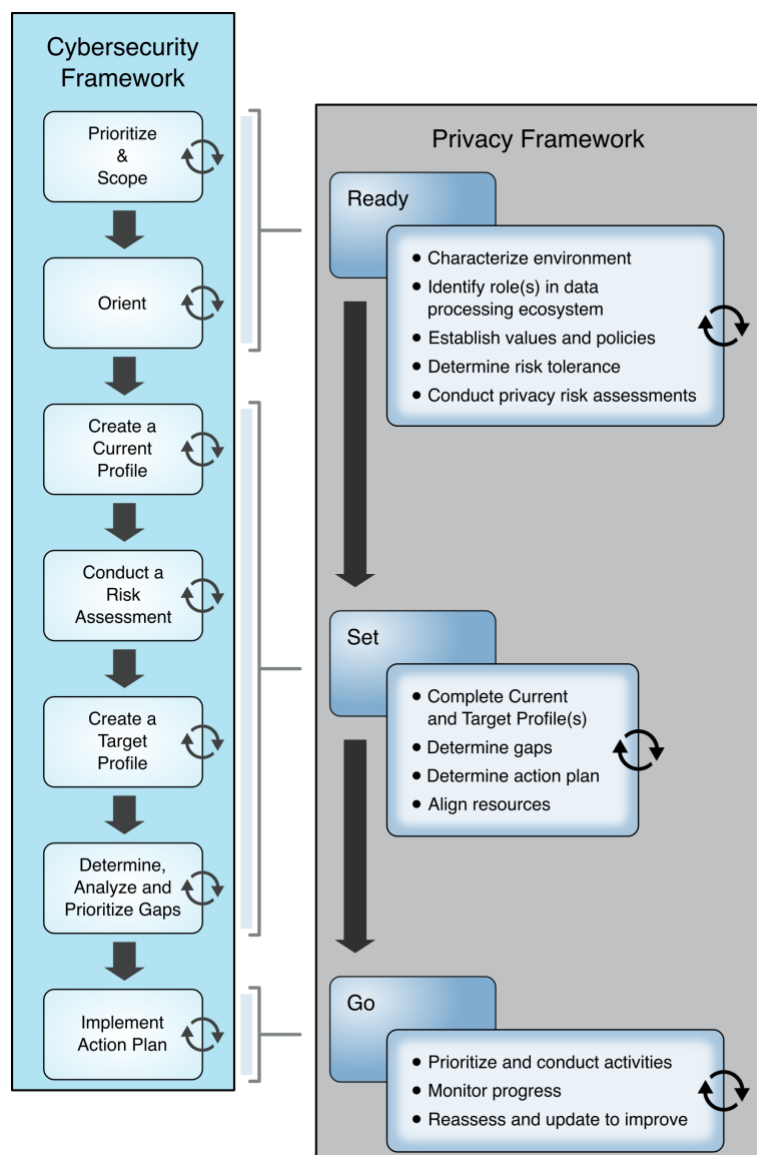 Cybersecurity
Framework
Prioritize
&
Scope
Orient
Create a
Current
Profile
Conduct a
Risk
Assessment
Create a
Target
Profile
Determine,
Analyze and
Prioritize Gaps
Implement
Action Plan
Privacy Framework
Ready
• Characterize environment
• Identify role(s) in data
processing ecosystem
• Establish values and policies
• Determine risk tolerance
• Conduct privacy risk assessments
Set
• Complete Current
and Target Profile(s)
• Determine gaps
• Determine action plan
• Align resources
Go
• Prioritize and conduct activities
• Monitor progress
• Reassess and update to improve